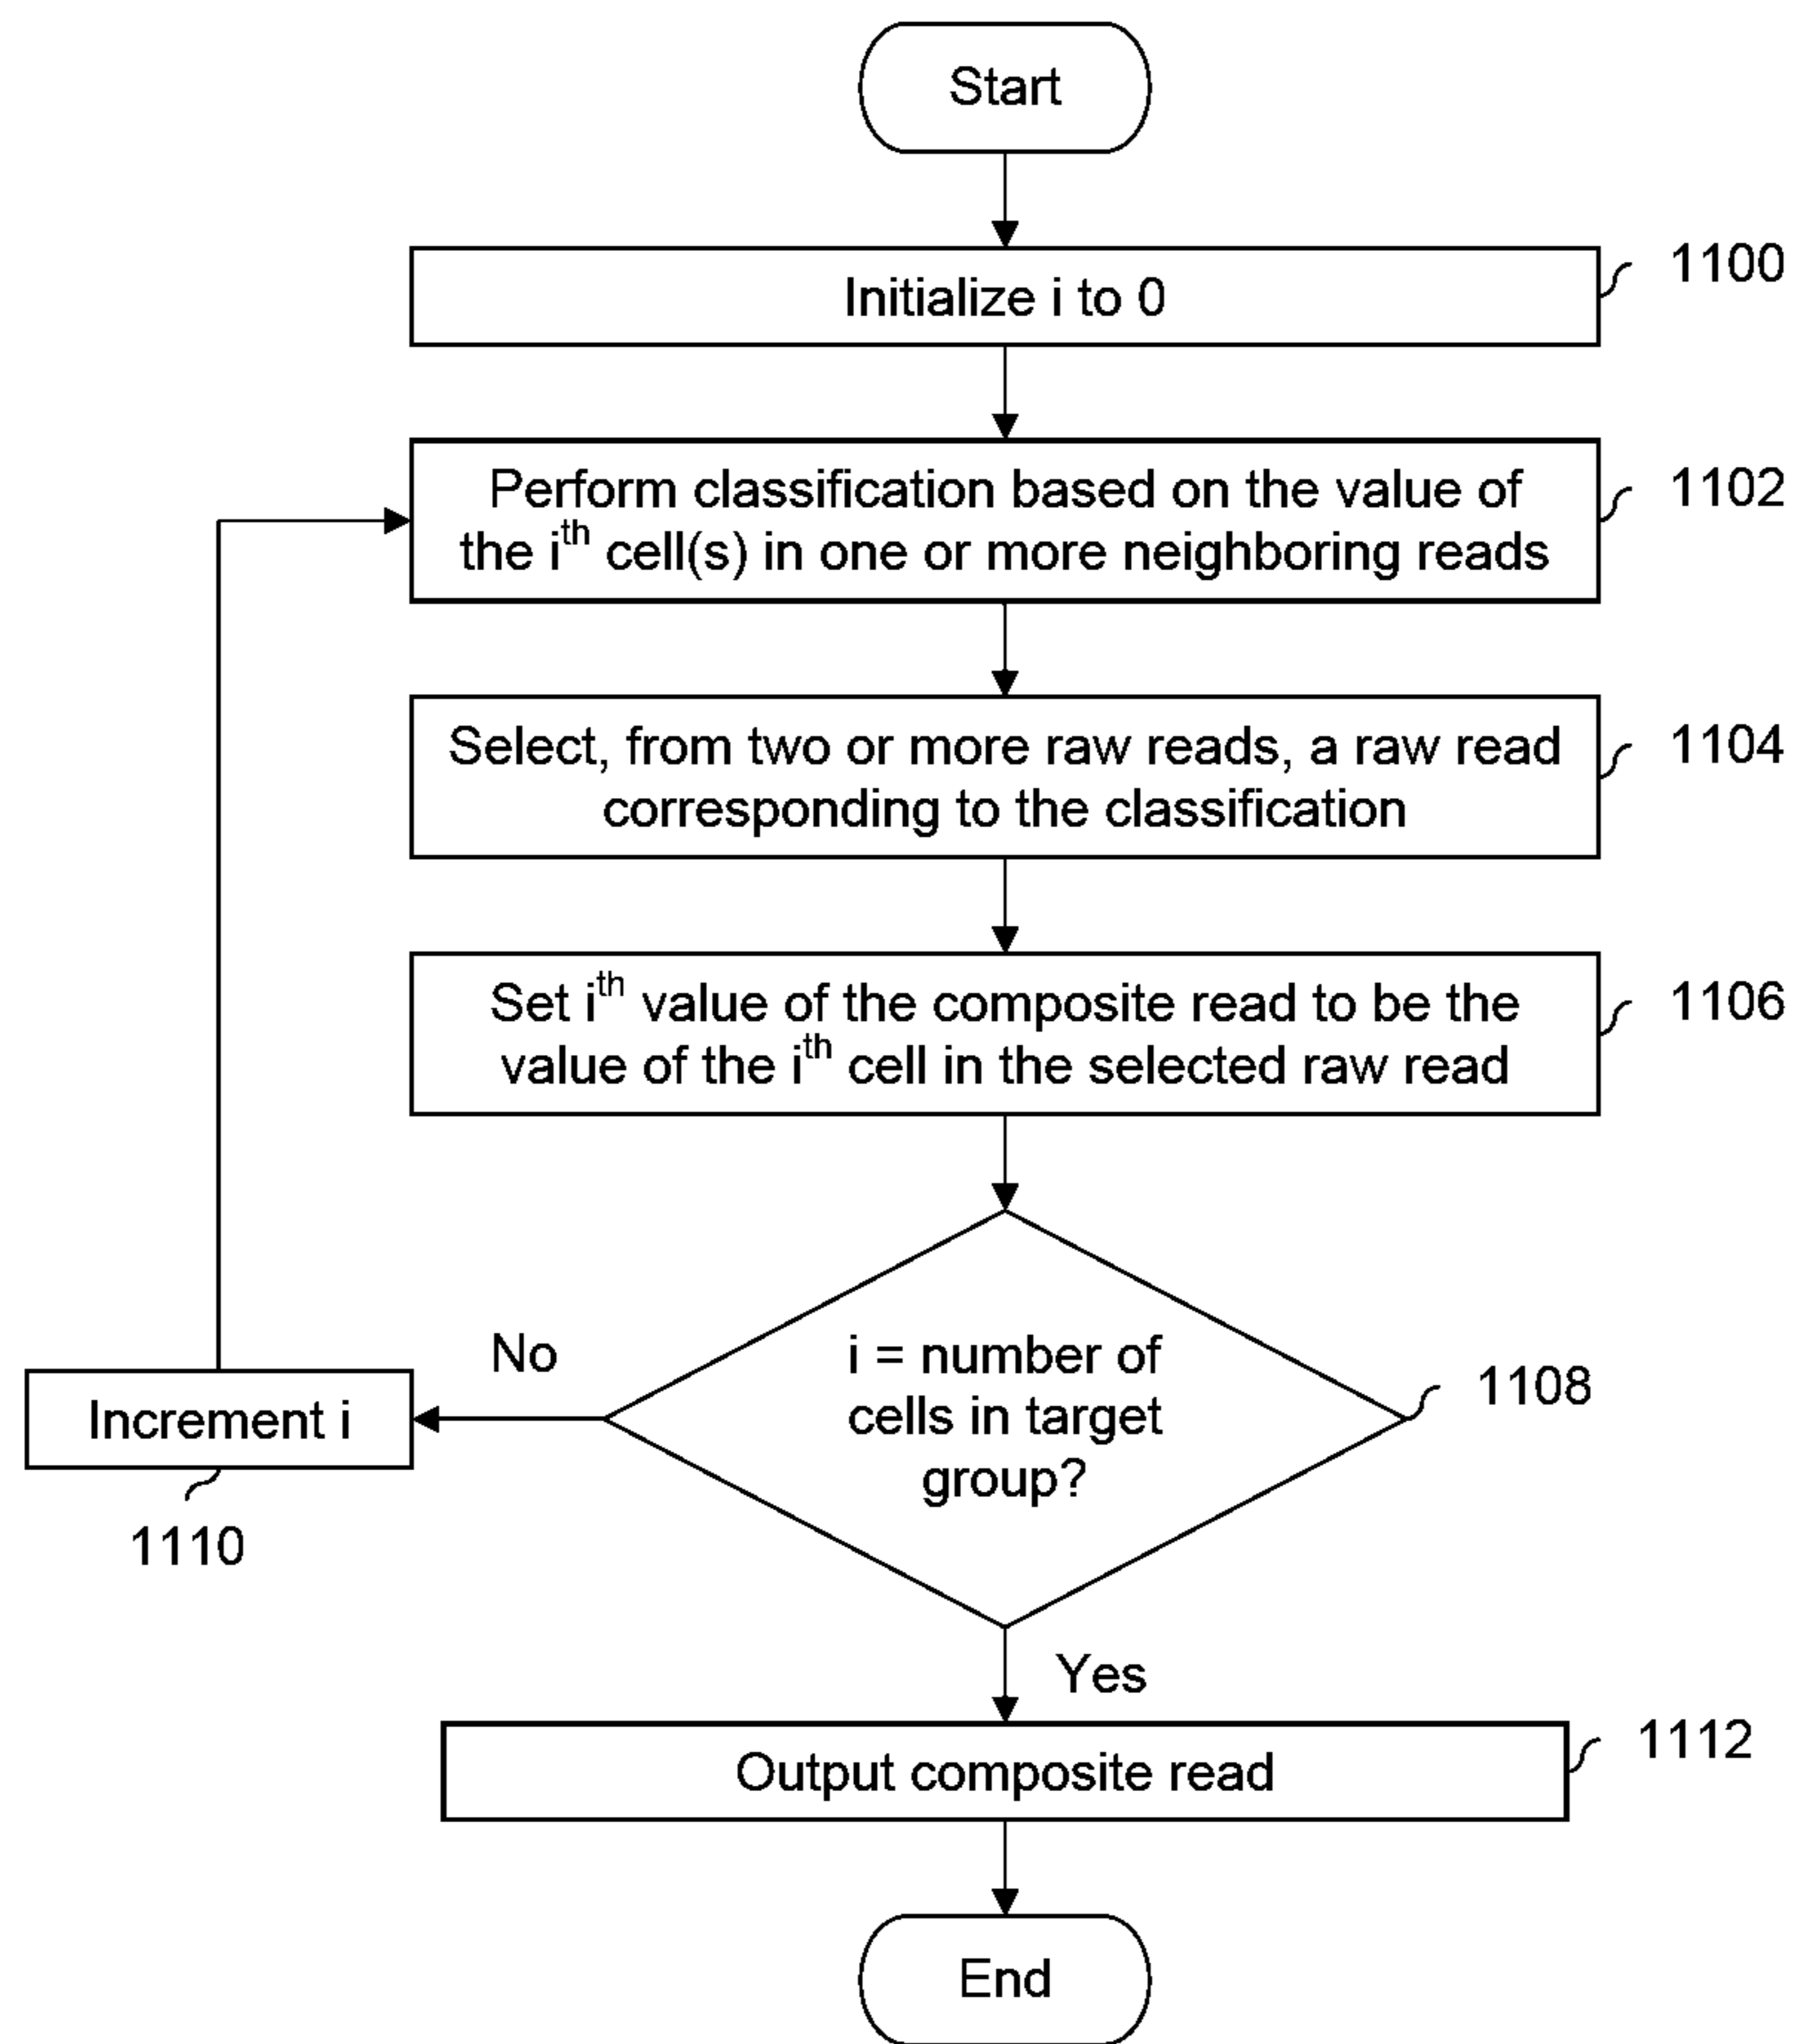 Start
Initialize i to 0
1100
Perform classification based on the value of
the iᵗʰ cell(s) in one or more neighboring reads
1102
Select, from two or more raw reads, a raw read
corresponding to the classification
1104
Set iᵗʰ value of the composite read to be the
value of the iᵗʰ cell in the selected raw read
1106
i = number of
cells in target
group?
1108
No
Increment i
1110
Yes
Output composite read
1112
End